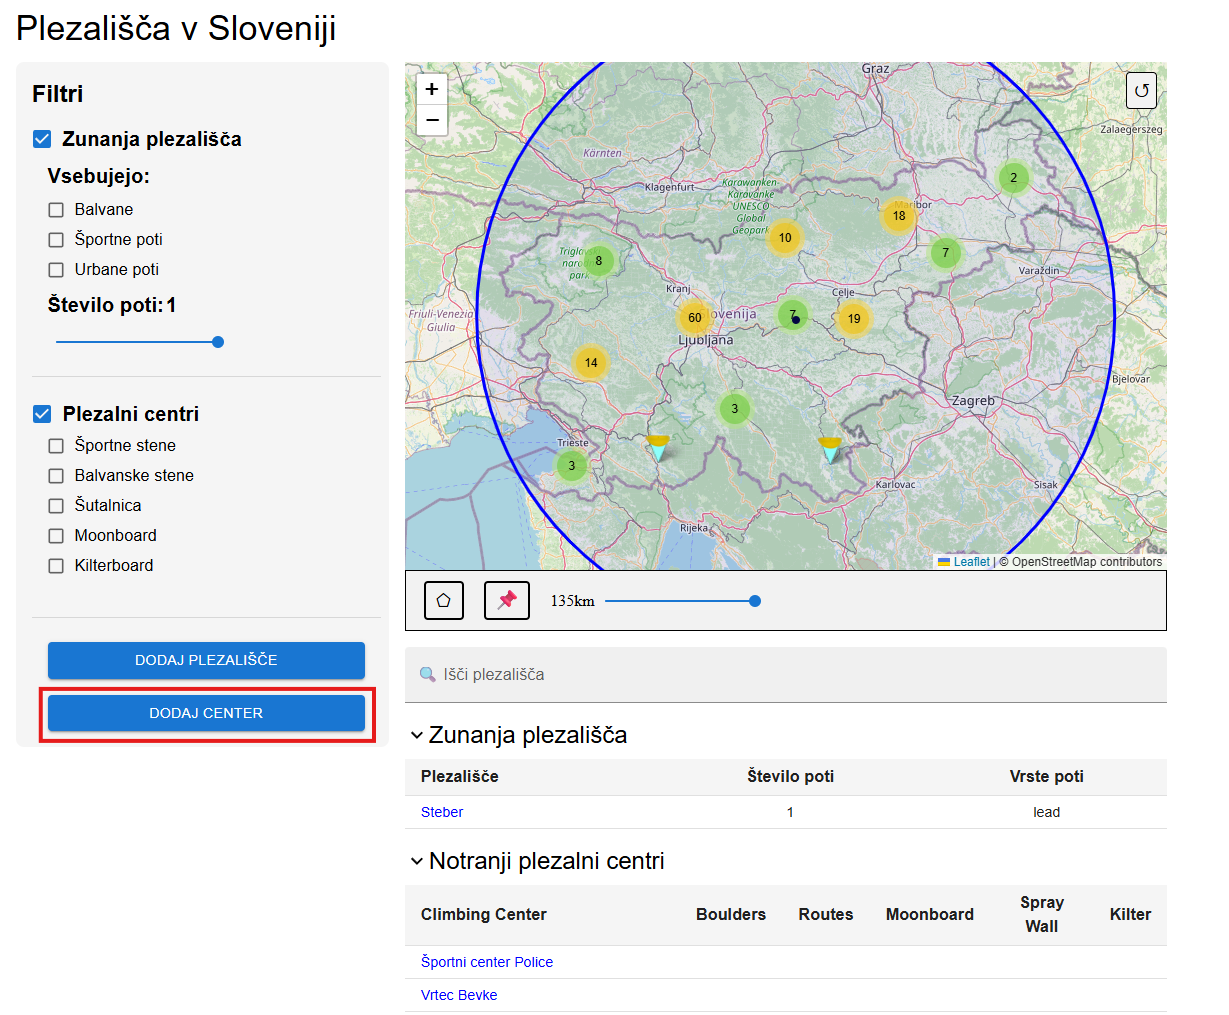 Plezališča v Sloveniji
Filtri
Zunanja plezališča
Vsebujejo:
Balvane
Športne poti
Urbane poti
Število poti: 1
Plezalni centri
Športne stene
Balvanske stene
Šutalnica
Moonboard
Kilterboard
DODAJ PLEZALIŠČE
DODAJ CENTER
+
−
↺
Graz
Zalaegerszeg
Kärnten
Klagenfurt
Karawanken-
Karavanke
UNESCO
Global
Geopark
Maribor
2
18
10
7
8
Varaždin
Kranj
Celje
Friuli-Venezia
Giulia
60
Slovenija
7
19
Ljubljana
14
Bjelovar
Zagreb
3
Trieste
3
Karlovac
Sisak
Rijeka
Leaflet | © OpenStreetMap contributors
135km
Išči plezališča
Zunanja plezališča
Plezališče Število poti Vrste poti
Steber 1 lead
Notranji plezalni centri
Climbing Center Boulders Routes Moonboard Spray Wall Kilter
Športni center Police
Vrtec Bevke